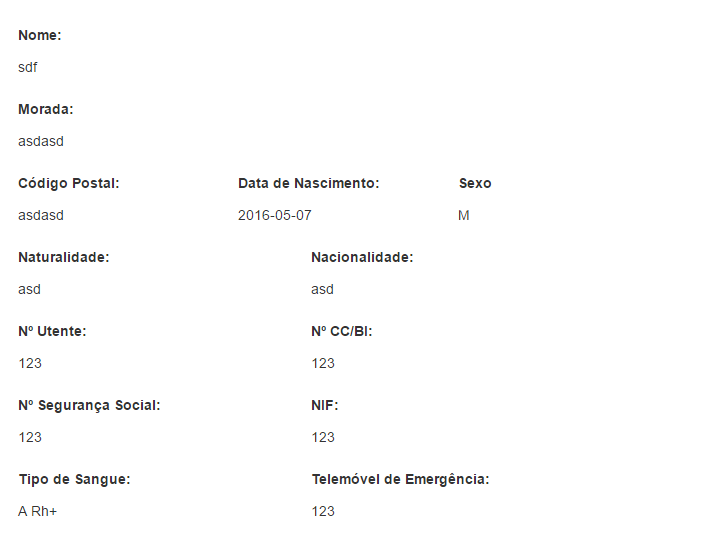 Nome:
sdf
Morada:
asdasd
Código Postal: Data de Nascimento: Sexo
asdasd 2016-05-07 M
Naturalidade: Nacionalidade:
asd asd
Nº Utente: Nº CC/BI:
123 123
Nº Segurança Social: NIF:
123 123
Tipo de Sangue: Telemóvel de Emergência:
A Rh+ 123